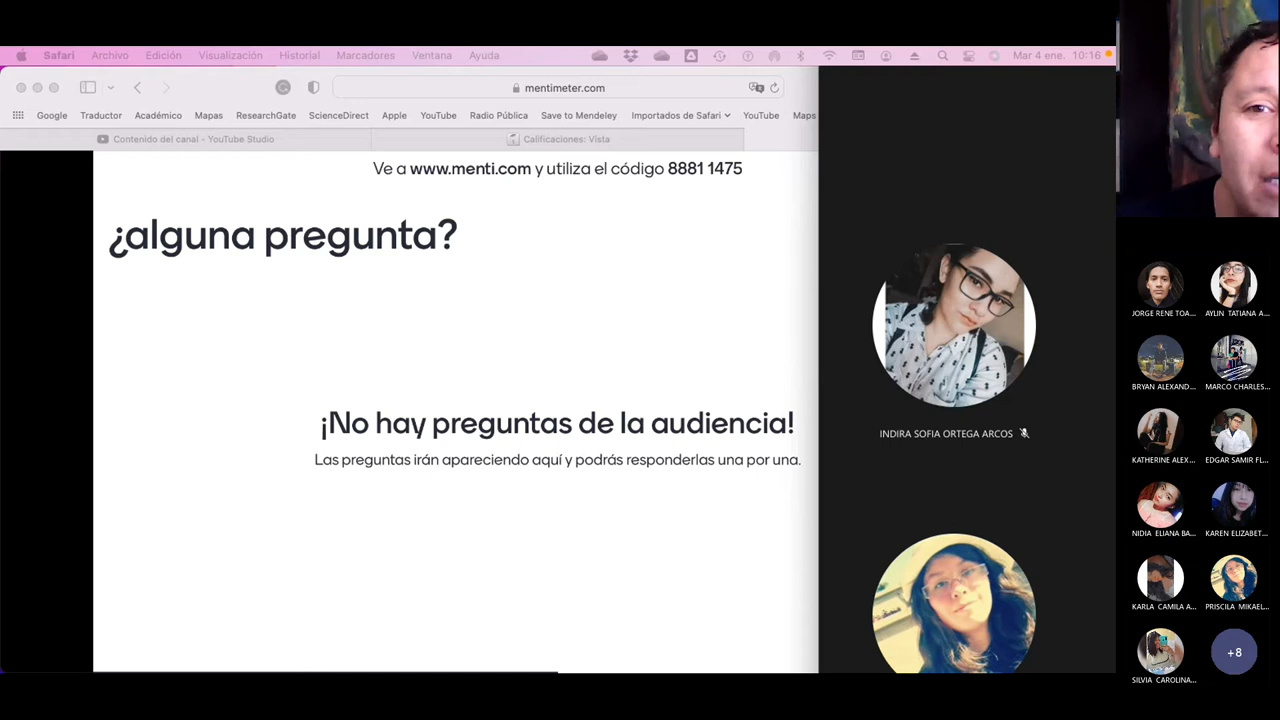 Safari Archivo Edición Visualización Historial Marcadores Ventana Ayuda Mar 4 ene. 10:16
mentimeter.com
Google Traductor Académico Mapas ResearchGate ScienceDirect Apple YouTube Radio Pública Save to Mendeley Importados de Safari YouTube Maps
Contenido del canal - YouTube Studio Calificaciones: Vista
Ve a www.menti.com y utiliza el código 8881 1475
¿alguna pregunta?
¡No hay preguntas de la audiencia!
Las preguntas irán apareciendo aquí y podrás responderlas una por una.
INDIRA SOFIA ORTEGA ARCOS
JORGE RENE TOA... AYLIN TATIANA A...
BRYAN ALEXAND... MARCO CHARLES...
KATHERINE ALEX... EDGAR SAMIR FL...
NIDIA ELIANA BA... KAREN ELIZABET...
KARLA CAMILA A... PRISCILA MIKAEL...
SILVIA CAROLINA... +8